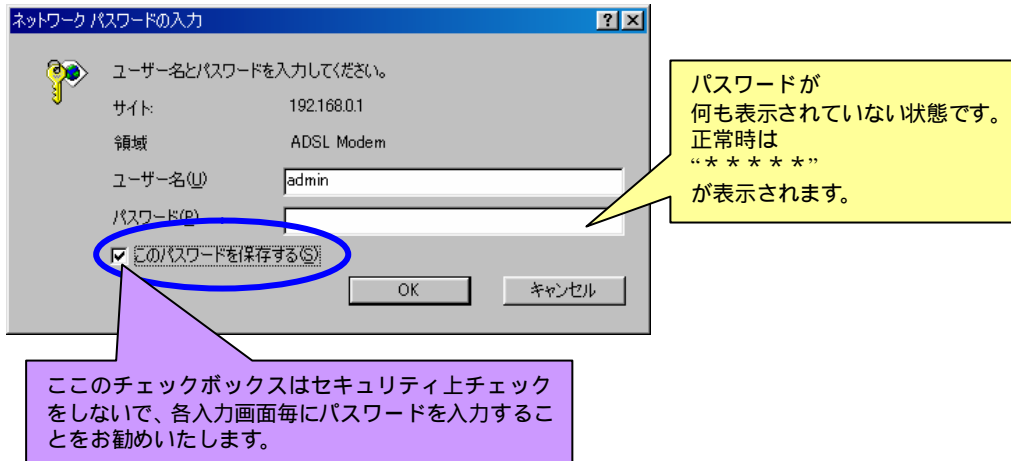 ネットワーク パスワードの入力
ユーザー名とパスワードを入力してください。
サイト: 192.168.0.1
領域 ADSL Modem
ユーザー名(U) admin
パスワード(P)
このパスワードを保存する(S)
OK キャンセル
パスワードが
何も表示されていない状態です。
正常時は
“＊＊＊＊＊”
が表示されます。
ここのチェックボックスはセキュリティ上チェック
をしないで、各入力画面毎にパスワードを入力するこ
とをお勧めいたします。